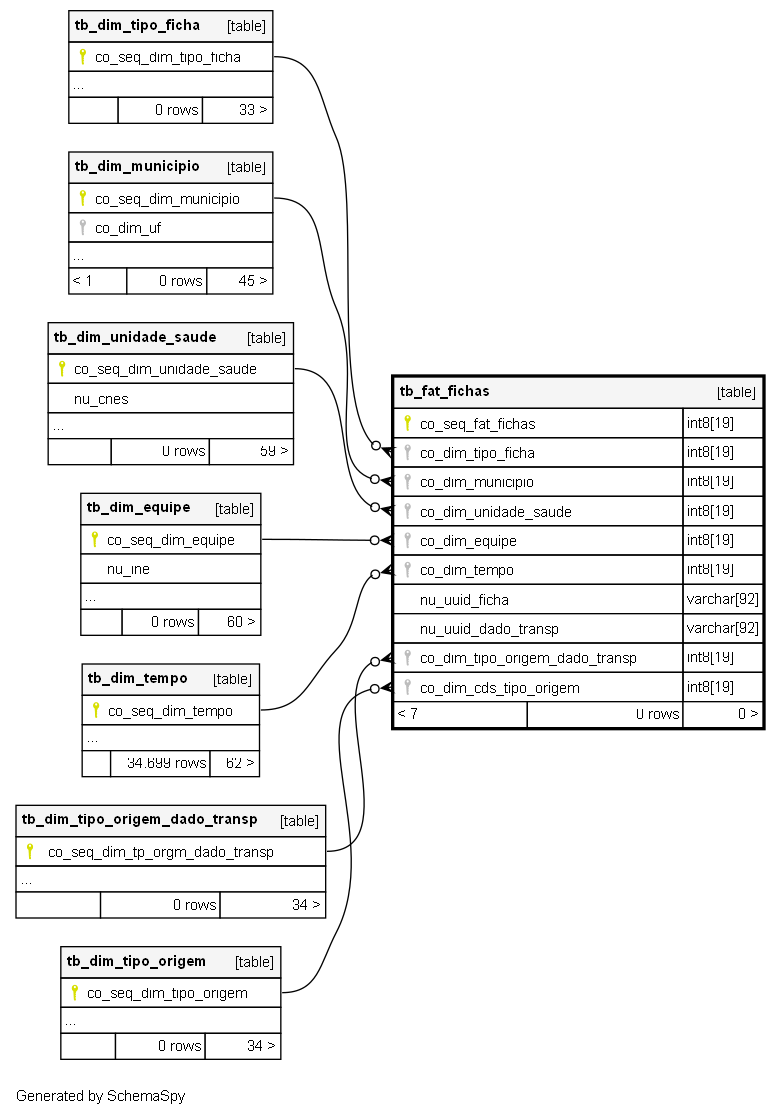 tb_dim_tipo_ficha [table]
co_seq_dim_tipo_ficha
...
0 rows 33 >
tb_dim_municipio [table]
co_seq_dim_municipio
co_dim_uf
...
< 1 0 rows 45 >
tb_dim_unidade_saude [table]
co_seq_dim_unidade_saude
nu_cnes
...
0 rows 59 >
tb_dim_equipe [table]
co_seq_dim_equipe
nu_ine
...
0 rows 60 >
tb_dim_tempo [table]
co_seq_dim_tempo
...
34.699 rows 62 >
tb_dim_tipo_origem_dado_transp [table]
co_seq_dim_tp_orgm_dado_transp
...
0 rows 34 >
tb_dim_tipo_origem [table]
co_seq_dim_tipo_origem
...
0 rows 34 >
tb_fat_fichas [table]
co_seq_fat_fichas int8[19]
co_dim_tipo_ficha int8[19]
co_dim_municipio int8[19]
co_dim_unidade_saude int8[19]
co_dim_equipe int8[19]
co_dim_tempo int8[19]
nu_uuid_ficha varchar[92]
nu_uuid_dado_transp varchar[92]
co_dim_tipo_origem_dado_transp int8[19]
co_dim_cds_tipo_origem int8[19]
< 7 0 rows 0 >
Generated by SchemaSpy